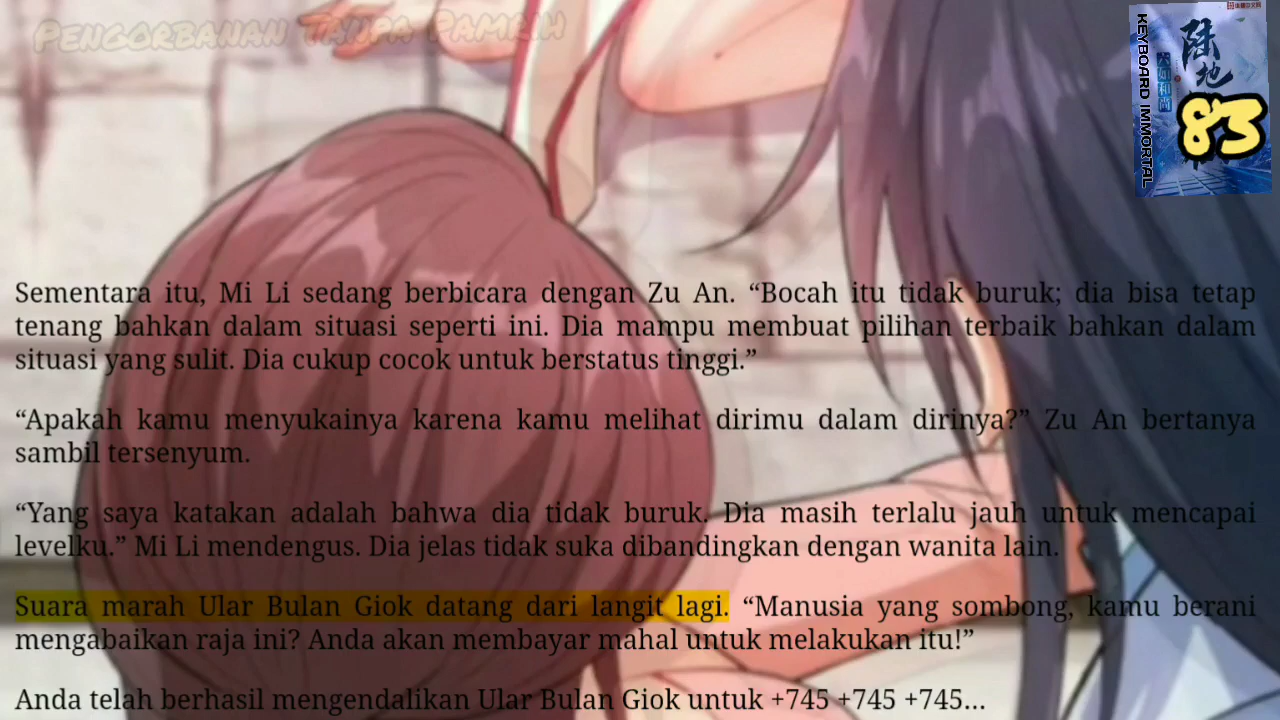 PENGORBANAN TANPA PAMRIH
KEYBOARD IMMORTAL
陆地
83
Sementara itu, Mi Li sedang berbicara dengan Zu An. “Bocah itu tidak buruk; dia bisa tetap
tenang bahkan dalam situasi seperti ini. Dia mampu membuat pilihan terbaik bahkan dalam
situasi yang sulit. Dia cukup cocok untuk berstatus tinggi.”
“Apakah kamu menyukainya karena kamu melihat dirimu dalam dirinya?” Zu An bertanya
sambil tersenyum.
“Yang saya katakan adalah bahwa dia tidak buruk. Dia masih terlalu jauh untuk mencapai
levelku.” Mi Li mendengus. Dia jelas tidak suka dibandingkan dengan wanita lain.
Suara marah Ular Bulan Giok datang dari langit lagi. “Manusia yang sombong, kamu berani
mengabaikan raja ini? Anda akan membayar mahal untuk melakukan itu!”
Anda telah berhasil mengendalikan Ular Bulan Giok untuk +745 +745 +745…